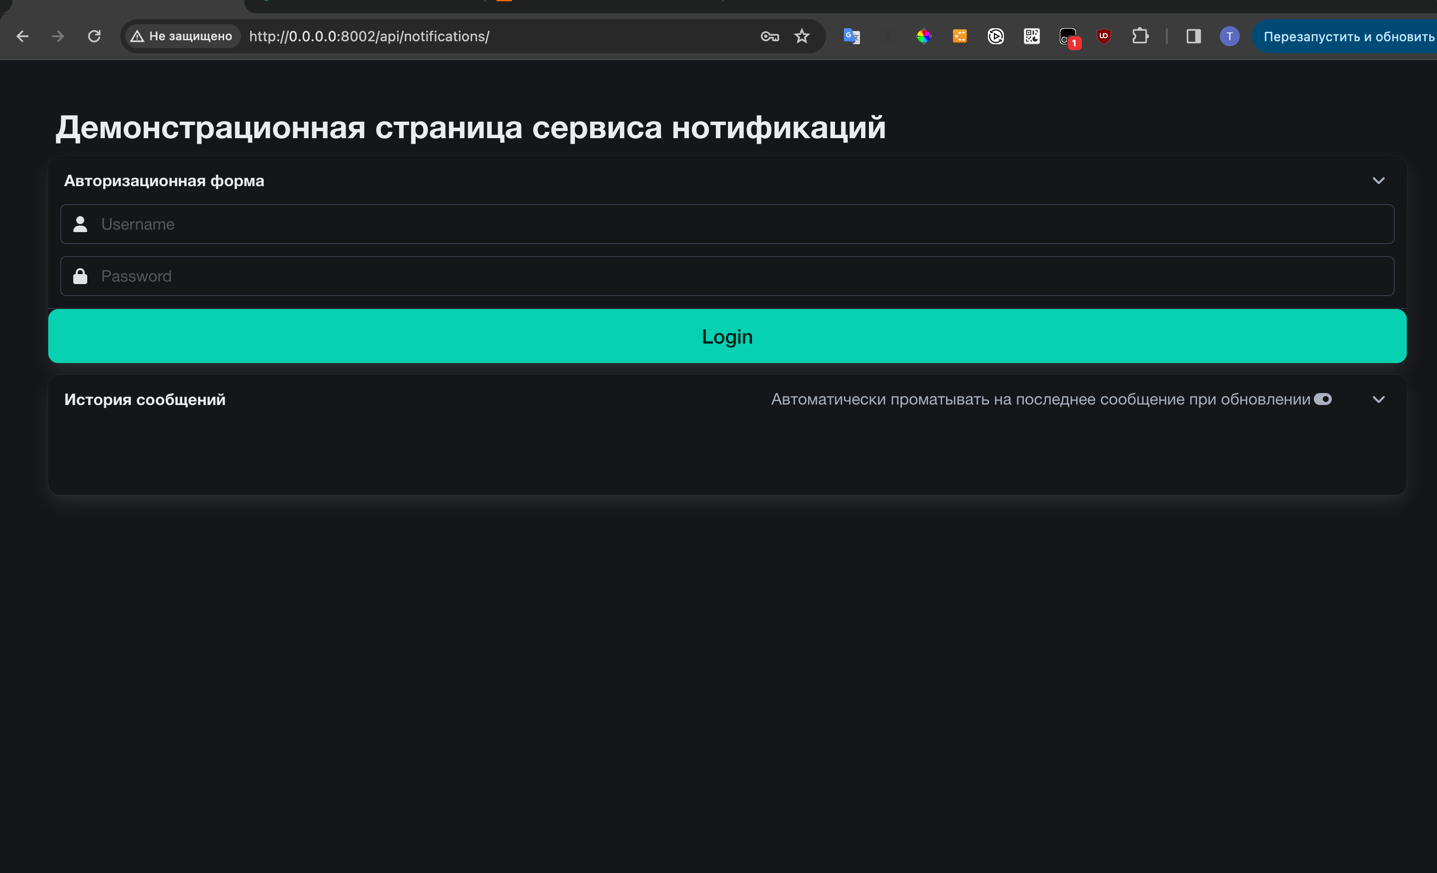 Не защищено
http://0.0.0.0:8002/api/notifications/
1
T
Перезапустить и обновить
Демонстрационная страница сервиса нотификаций
Авторизационная форма
Username
Password
Login
История сообщений
Автоматически проматывать на последнее сообщение при обновлении